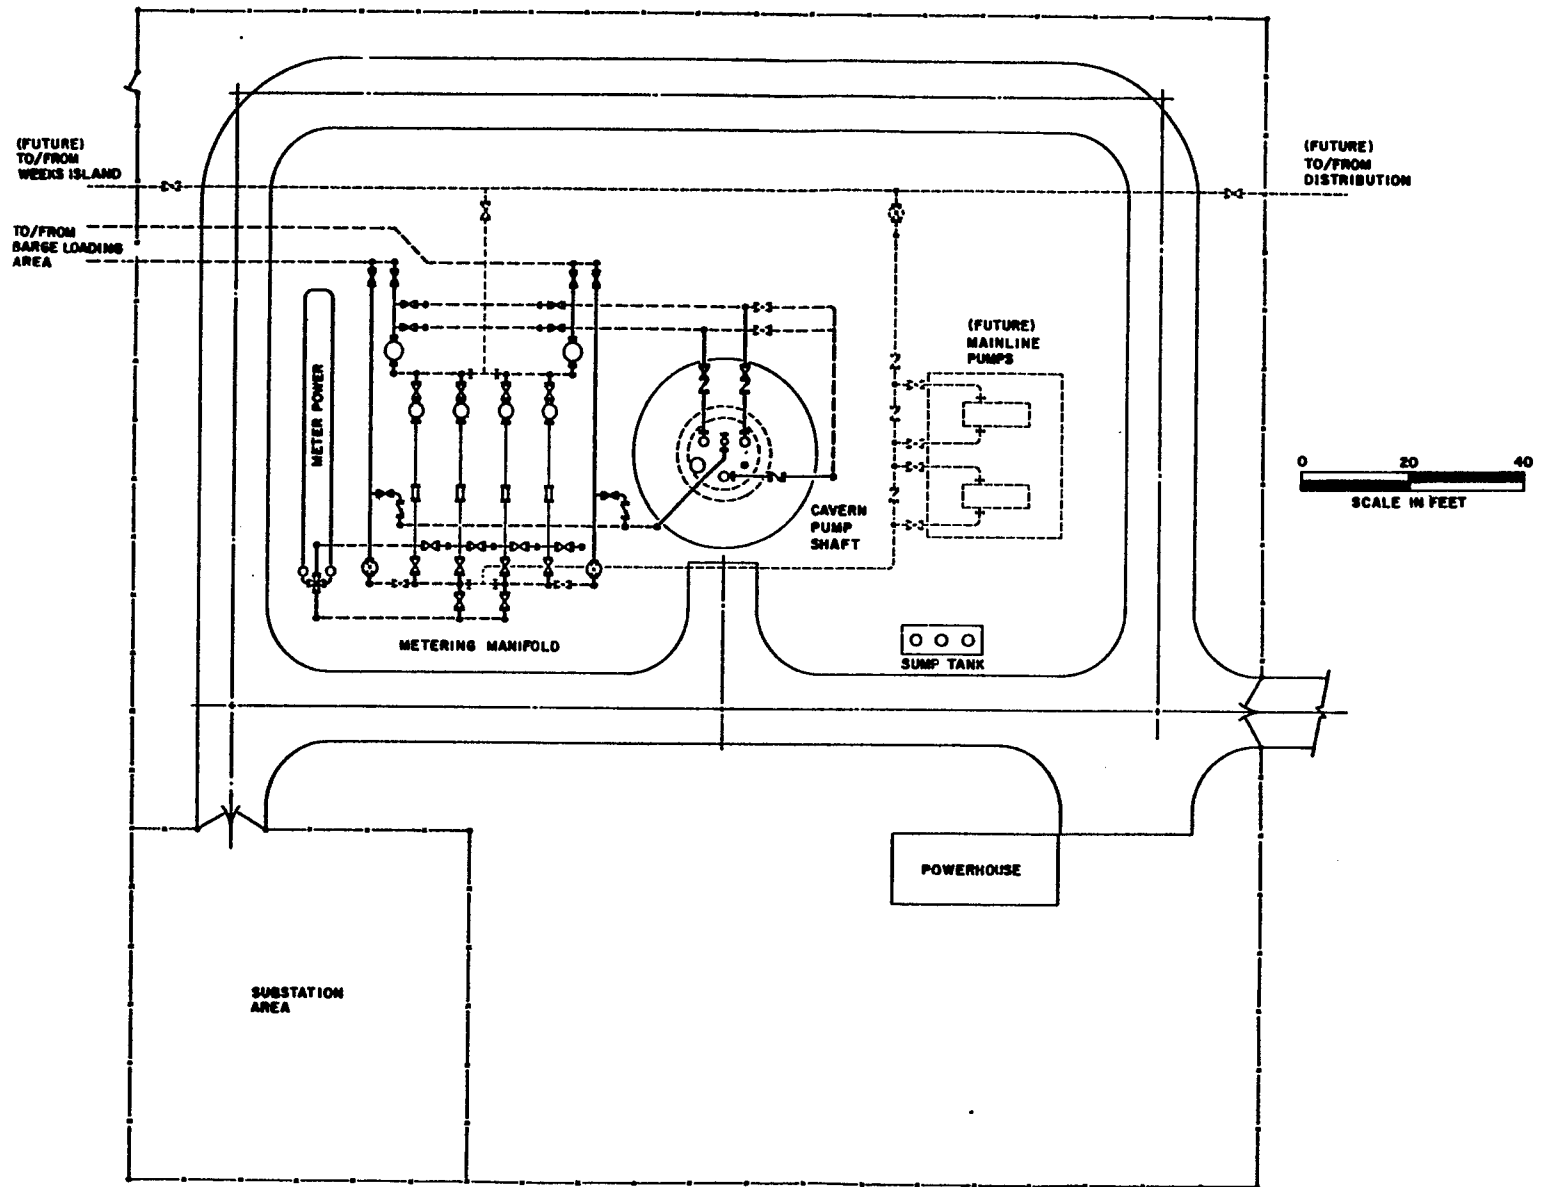 (FUTURE)
TO/FROM
WEEKS ISLAND
(FUTURE)
TO/FROM
DISTRIBUTION
TO/FROM
BARGE LOADING
AREA
(FUTURE)
MAINLINE
PUMPS
METER POWER
0 20 40
SCALE IN FEET
CAVERN
PUMP
SHAFT
METERING MANIFOLD
SUMP TANK
POWERHOUSE
SUBSTATION
AREA